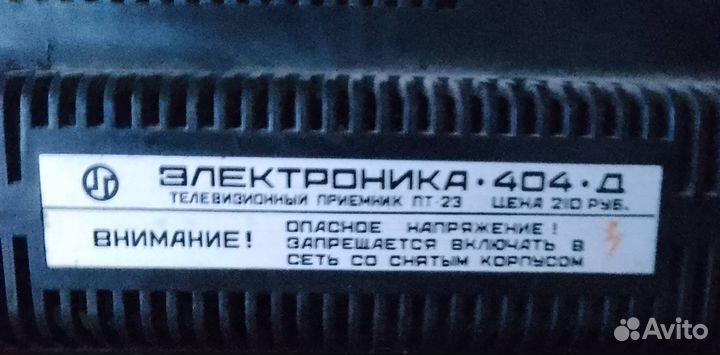 ЭЛЕКТРОНИКА · 404 · Д
ТЕЛЕВИЗИОННЫЙ ПРИЕМНИК ПТ-23 ЦЕНА 210 РУБ.
ВНИМАНИЕ! ОПАСНОЕ НАПРЯЖЕНИЕ!
ЗАПРЕЩАЕТСЯ ВКЛЮЧАТЬ В
СЕТЬ СО СНЯТЫМ КОРПУСОМ
Avito